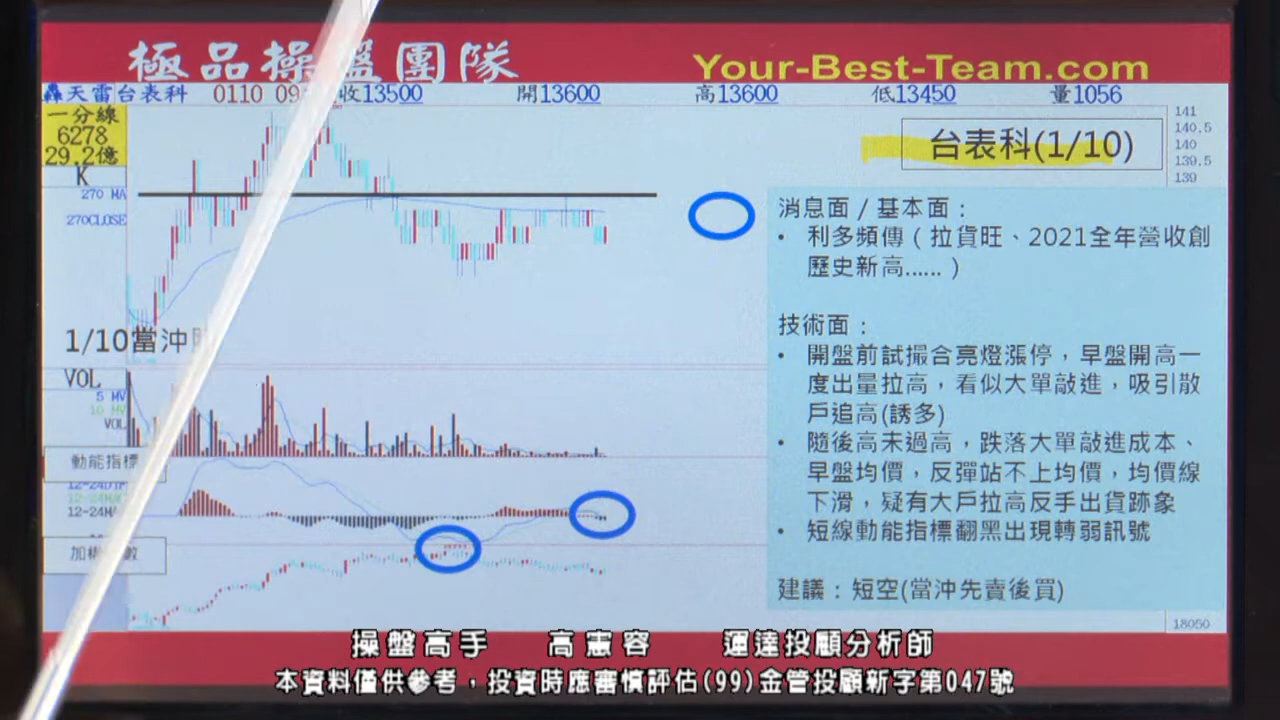 極品操盤團隊
Your-Best-Team.com
轟天雷台表科 0110 09 收13500 開13600 高13600 低13450 量1056
一分線
6278
29.2億
K
270 MA
270CLOSE
141
140.5
140
139.5
139
台表科(1/10)
消息面 / 基本面：
• 利多頻傳（拉貨旺、2021全年營收創
歷史新高......）
技術面：
• 開盤前試撮合亮燈漲停，早盤開高一
度出量拉高，看似大單敲進，吸引散
戶追高(誘多)
• 隨後高未過高，跌落大單敲進成本、
早盤均價，反彈站不上均價，均價線
下滑，疑有大戶拉高反手出貨跡象
• 短線動能指標翻黑出現轉弱訊號
建議：短空(當沖先賣後買)
1/10當沖
VOL
5 MV
10 MV
VOL
動能指標
12-24DIF
12-24MAC
12-24MA
加
數
18050
操盤高手 高憲容 運達投顧分析師
本資料僅供參考，投資時應審慎評估(99)金管投顧新字第047號